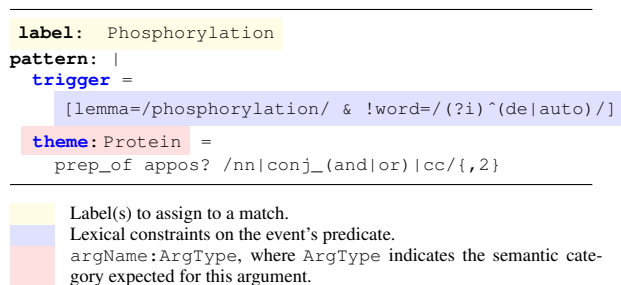 label: Phosphorylation
pattern: |
trigger =
[lemma=/phosphorylation/ & !word=/(?i)^(de|auto)/]
theme:Protein =
prep_of appos? /nn|conj_(and|or)|cc/{,2}
Label(s) to assign to a match.
Lexical constraints on the event's predicate.
argName:ArgType, where ArgType indicates the semantic cate-
gory expected for this argument.